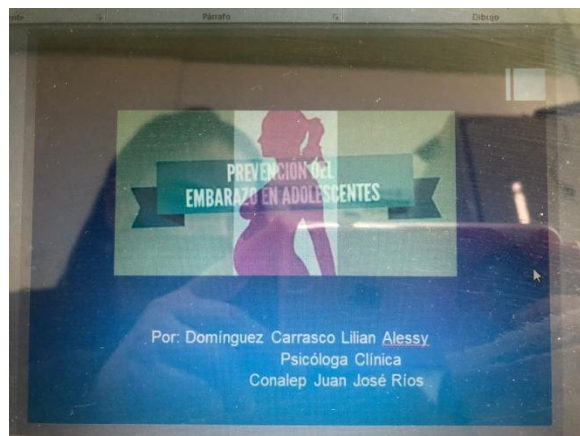 Párrafo
Dibujo
PREVENCIÓN DEL
EMBARAZO EN ADOLESCENTES
Por: Domínguez Carrasco Lilian Alessy
Psicóloga Clínica
Conalep Juan José Ríos